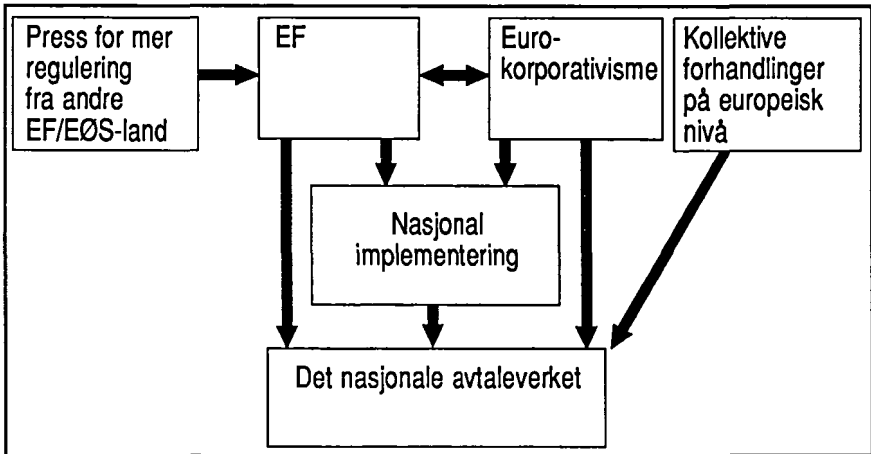 Press for mer
regulering
fra andre
EF/EØS-land
EF
Euro-
korporativisme
Kollektive
forhandlinger
på europeisk
nivå
Nasjonal
implementering
Det nasjonale avtaleverket